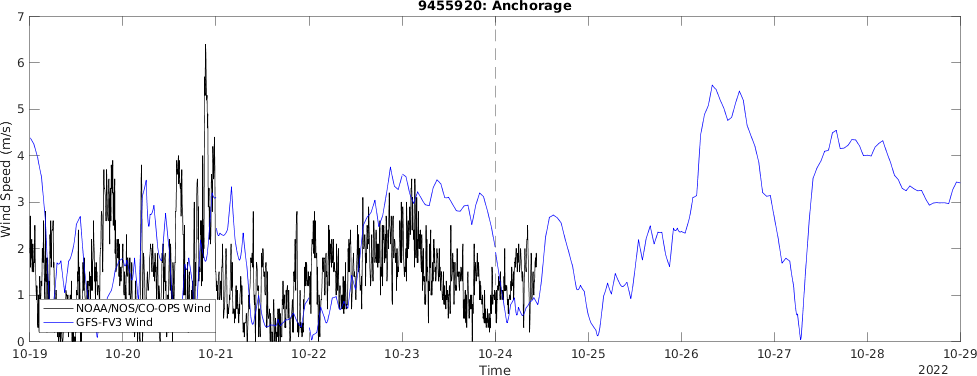 9455920: Anchorage
Wind Speed (m/s)
7
6
5
4
3
2
1
0
NOAA/NOS/CO-OPS Wind
GFS-FV3 Wind
10-19 10-20 10-21 10-22 10-23 10-24 10-25 10-26 10-27 10-28 10-29
Time
2022